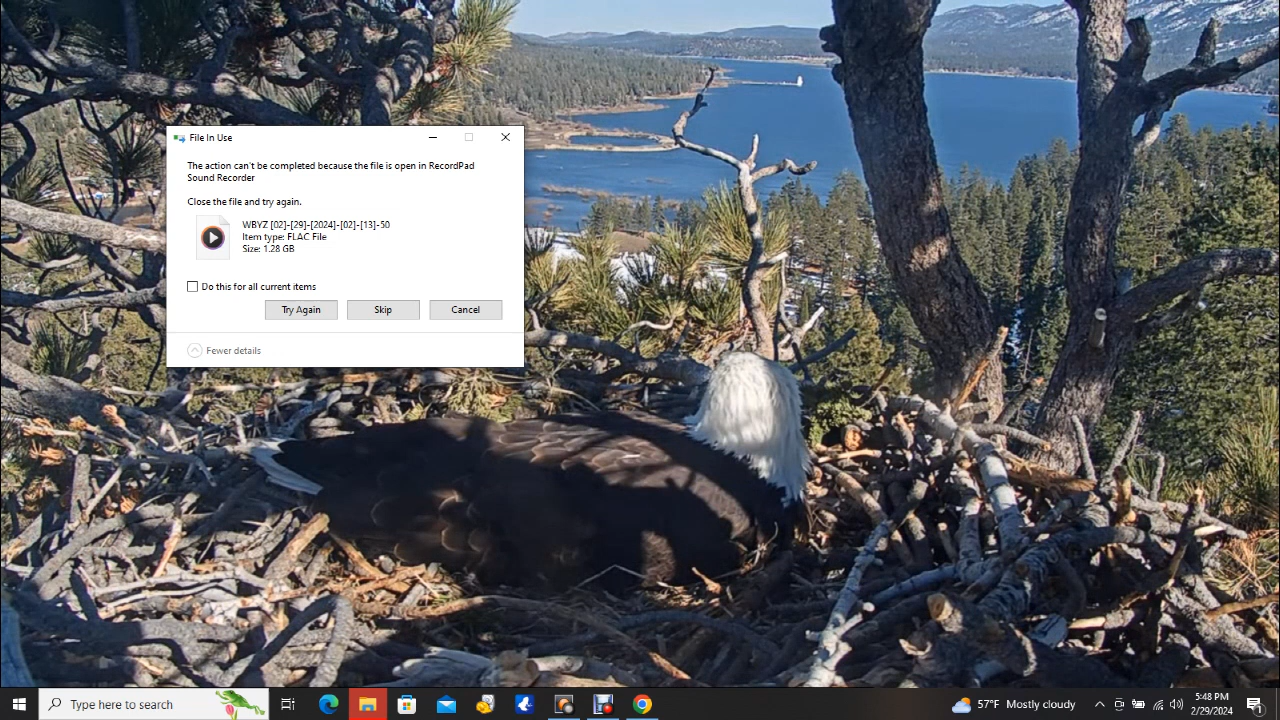 File In Use
The action can't be completed because the file is open in RecordPad
Sound Recorder
Close the file and try again.
WBYZ [02]-[29]-[2024]-[02]-[13]-50
Item type: FLAC File
Size: 1.28 GB
Do this for all current items
Try Again
Skip
Cancel
Fewer details
Type here to search
57°F Mostly cloudy
5:48 PM
2/29/2024
1